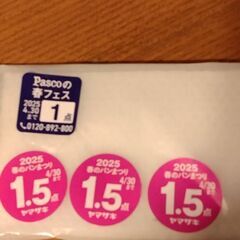 Pascoの
春フェス
2025
4.30
まで
1点
0120-892-800
2025
春のパンまつり
4/30
まで
1.5
点
ヤマザキ
2025
春のパンまつり
4/30
まで
1.5
点
ヤマザキ
2025
春のパンまつり
4/30
まで
1.5
点
ヤマザキ